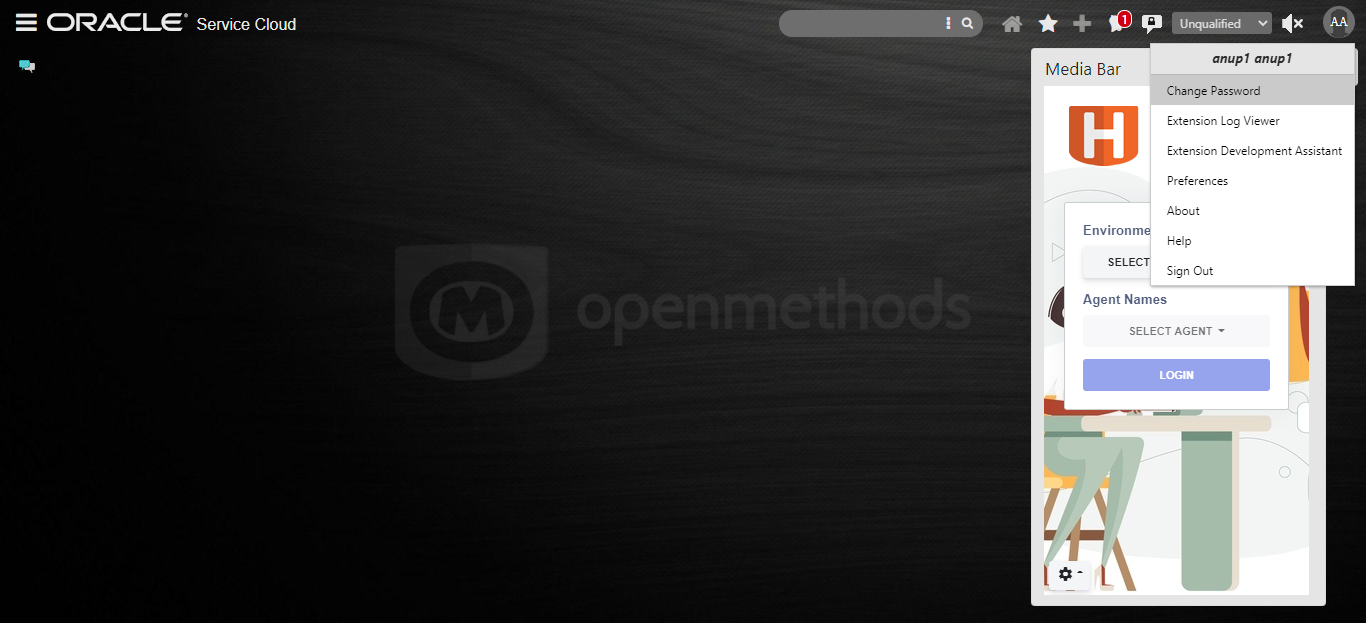 ORACLE® Service Cloud
1
Unqualified
AA
anup1 anup1
Change Password
Extension Log Viewer
Extension Development Assistant
Preferences
About
Help
Sign Out
Media Bar
H
Environme
SELECT
Agent Names
SELECT AGENT
LOGIN
openmethods